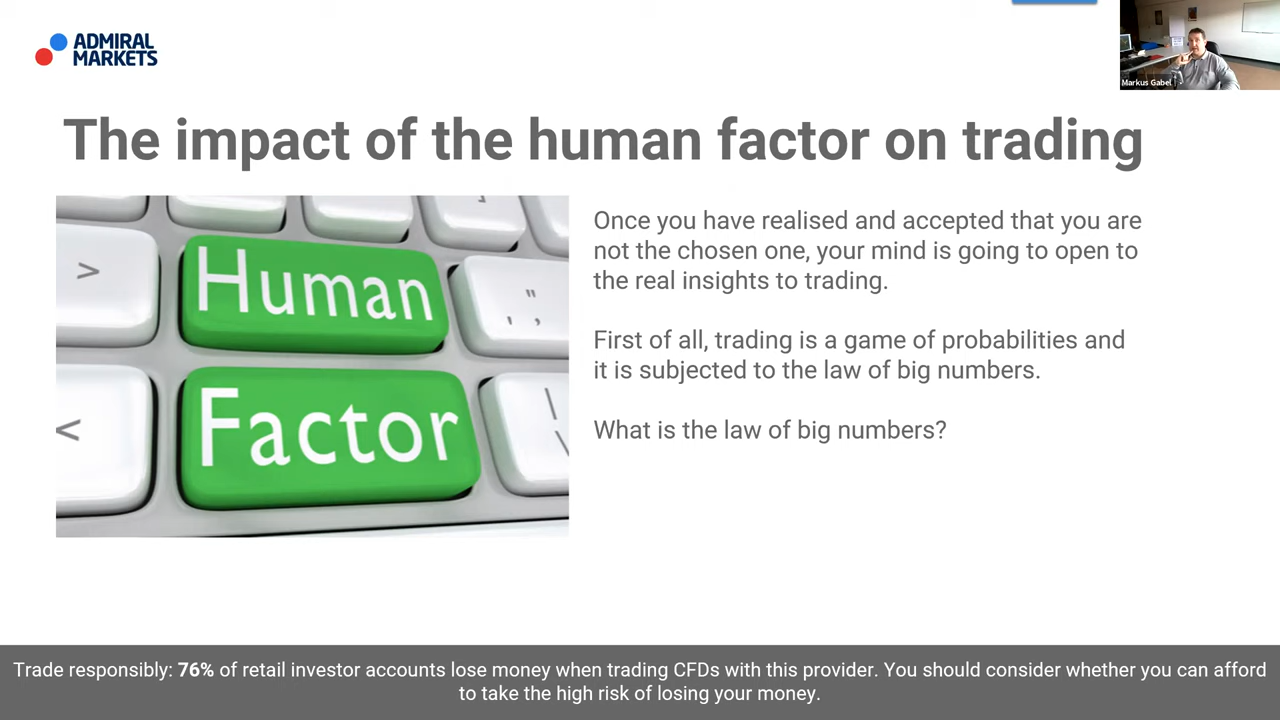 ADMIRAL
MARKETS
Markus Gabel
The impact of the human factor on trading
>
Human
" ' ,
<
Factor
|
\
Once you have realised and accepted that you are
not the chosen one, your mind is going to open to
the real insights to trading.
First of all, trading is a game of probabilities and
it is subjected to the law of big numbers.
What is the law of big numbers?
Trade responsibly: 76% of retail investor accounts lose money when trading CFDs with this provider. You should consider whether you can afford
to take the high risk of losing your money.